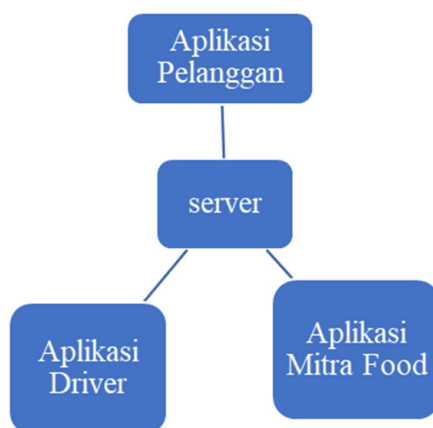 Aplikasi
Pelanggan
server
Aplikasi
Driver
Aplikasi
Mitra Food